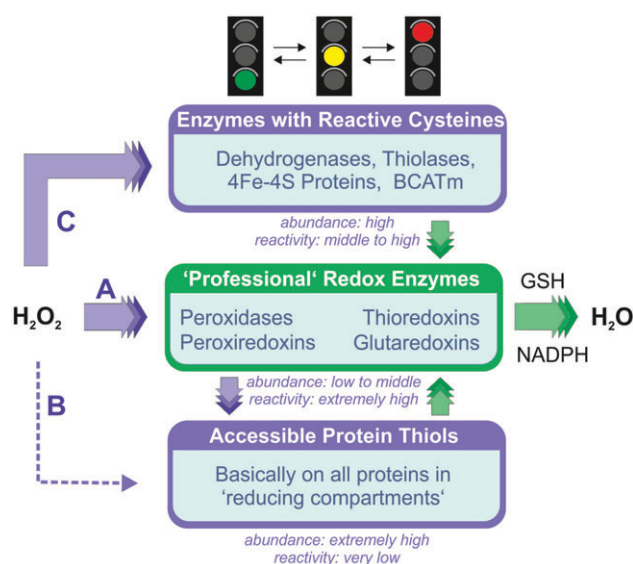 Enzymes with Reactive Cysteines
Dehydrogenases, Thiolases,
4Fe-4S Proteins, BCATm
abundance: high
reactivity: middle to high
C
A
H₂O₂
B
‘Professional‘ Redox Enzymes
Peroxidases Thioredoxins
Peroxiredoxins Glutaredoxins
GSH
NADPH
H₂O
abundance: low to middle
reactivity: extremely high
Accessible Protein Thiols
Basically on all proteins in
‘reducing compartments‘
abundance: extremely high
reactivity: very low